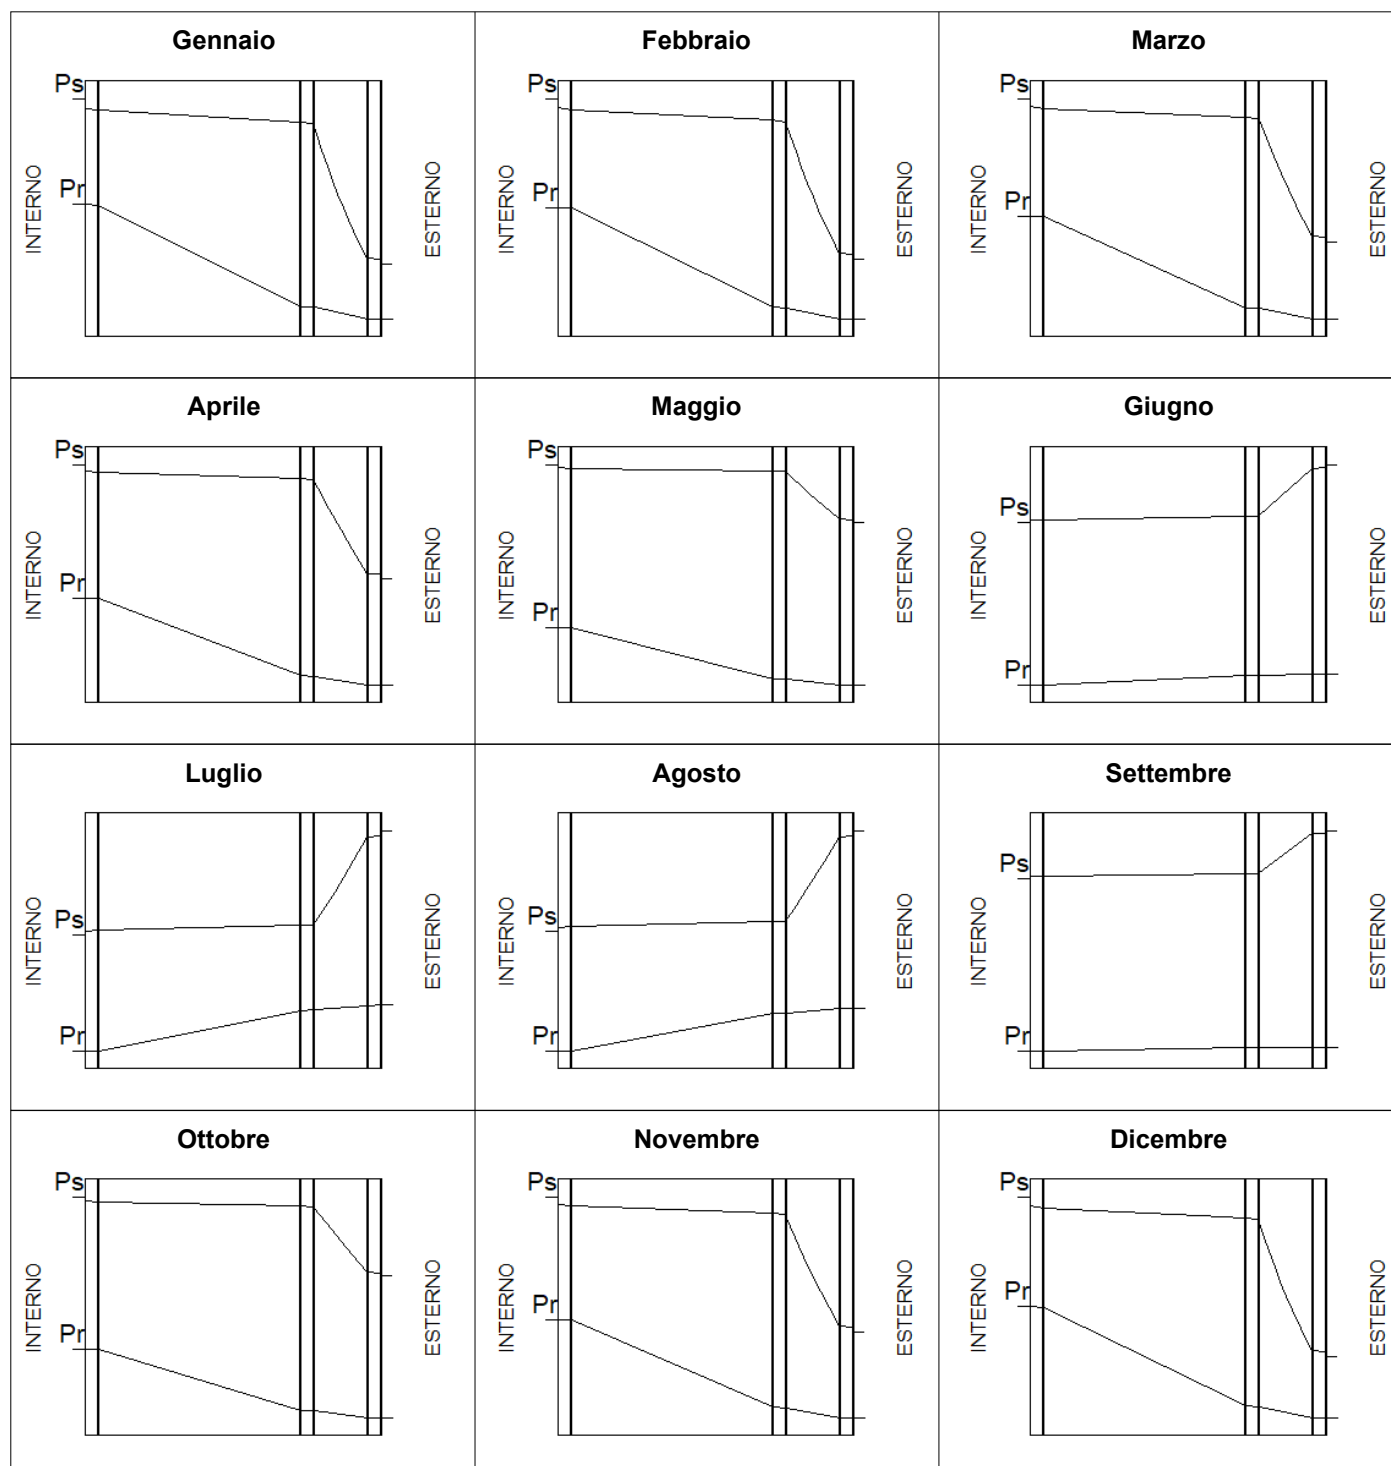 Gennaio
Ps
Pr
INTERNO
ESTERNO
Febbraio
Ps
Pr
INTERNO
ESTERNO
Marzo
Ps
Pr
INTERNO
ESTERNO
Aprile
Ps
Pr
INTERNO
ESTERNO
Maggio
Ps
Pr
INTERNO
ESTERNO
Giugno
Ps
Pr
INTERNO
ESTERNO
Luglio
Ps
Pr
INTERNO
ESTERNO
Agosto
Ps
Pr
INTERNO
ESTERNO
Settembre
Ps
Pr
INTERNO
ESTERNO
Ottobre
Ps
Pr
INTERNO
ESTERNO
Novembre
Ps
Pr
INTERNO
ESTERNO
Dicembre
Ps
Pr
INTERNO
ESTERNO